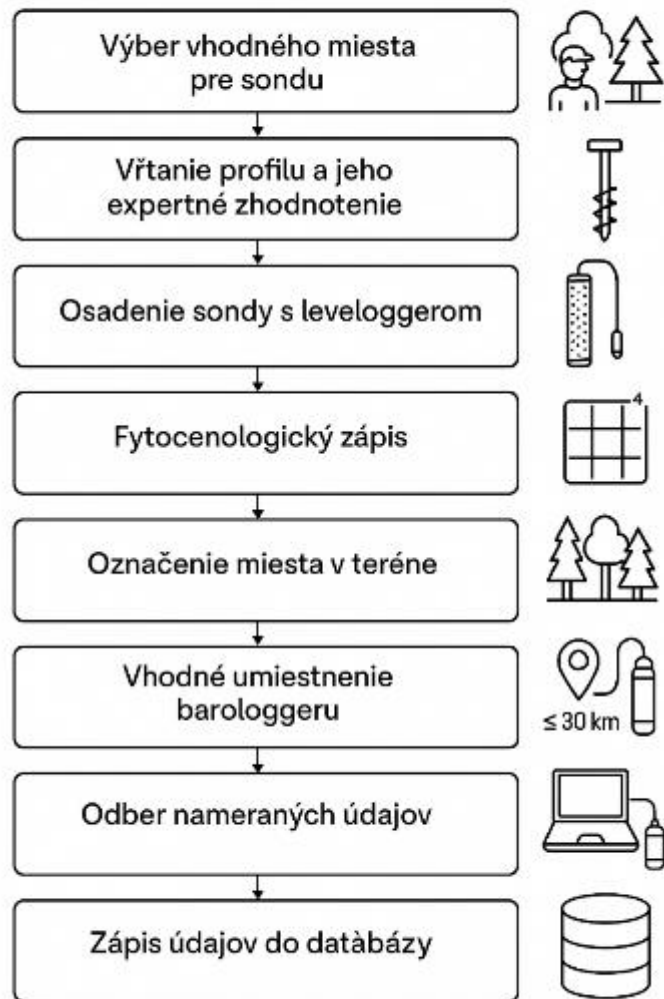 Výber vhodného miesta
pre sondu
Vŕtanie profilu a jeho
expertné zhodnotenie
Osadenie sondy s leveloggerom
Fytocenologický zápis
4
Označenie miesta v teréne
Vhodné umiestnenie
barologgeru
≤ 30 km
Odber nameraných údajov
Zápis údajov do datàbázy